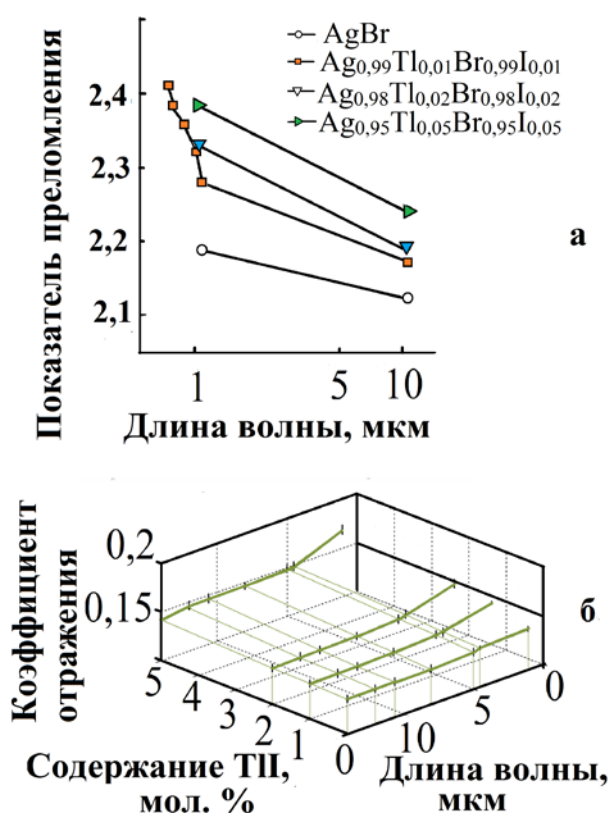 AgBr
Ag0,99Tl0,01Br0,99I0,01
Ag0,98Tl0,02Br0,98I0,02
Ag0,95Tl0,05Br0,95I0,05
Показатель преломления
2,4
2,3
2,2
2,1
а
1 5 10
Длина волны, мкм
Коэффициент
отражения
0,2
0,15
б
5 4 3 2 1 0
10 5 0
Содержание TlI,
мол. %
Длина волны,
мкм